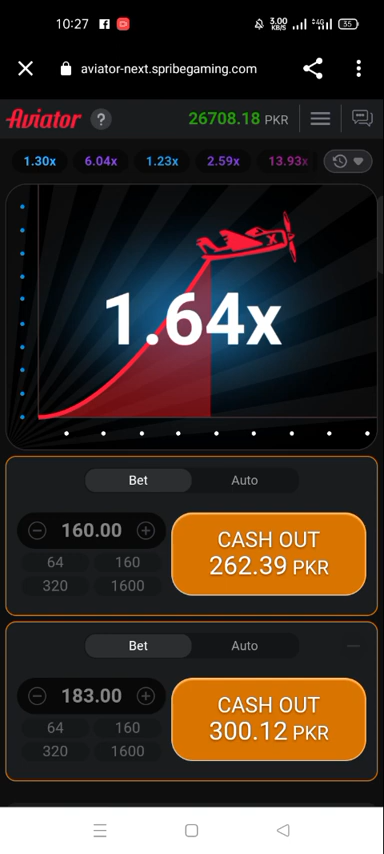 10:27 3.00 KB/S 4G 35
aviator-next.spribegaming.com
Aviator ? 26708.18 PKR
1.30x 6.04x 1.23x 2.59x 13.93x
X
1.64x
Bet Auto
160.00
64 160
320 1600
CASH OUT
262.39 PKR
Bet Auto
183.00
64 160
320 1600
CASH OUT
300.12 PKR